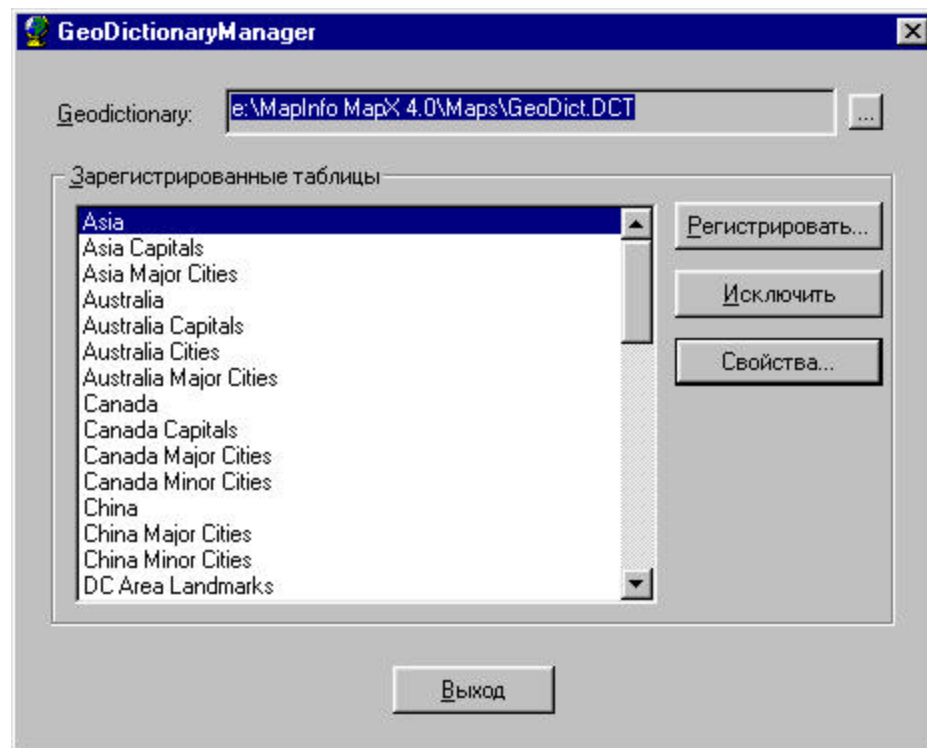 GeoDictionaryManager
Geodictionary: e:\MapInfo MapX 4.0\Maps\GeoDict.DCT ...
Зарегистрированные таблицы
Asia
Asia Capitals
Asia Major Cities
Australia
Australia Capitals
Australia Cities
Australia Major Cities
Canada
Canada Capitals
Canada Major Cities
Canada Minor Cities
China
China Major Cities
China Minor Cities
DC Area Landmarks
Регистрировать...
Исключить
Свойства...
Выход